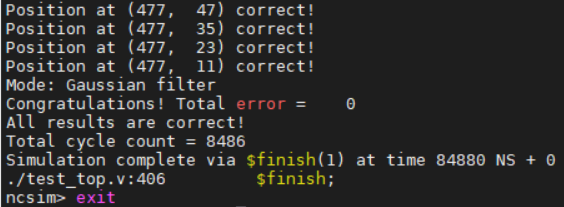 Position at (477,  47) correct!
Position at (477,  35) correct!
Position at (477,  23) correct!
Position at (477,  11) correct!
Mode: Gaussian filter
Congratulations! Total error =    0
All results are correct!
Total cycle count = 8486
Simulation complete via $finish(1) at time 84880 NS + 0
./test_top.v:406         $finish;
ncsim> exit